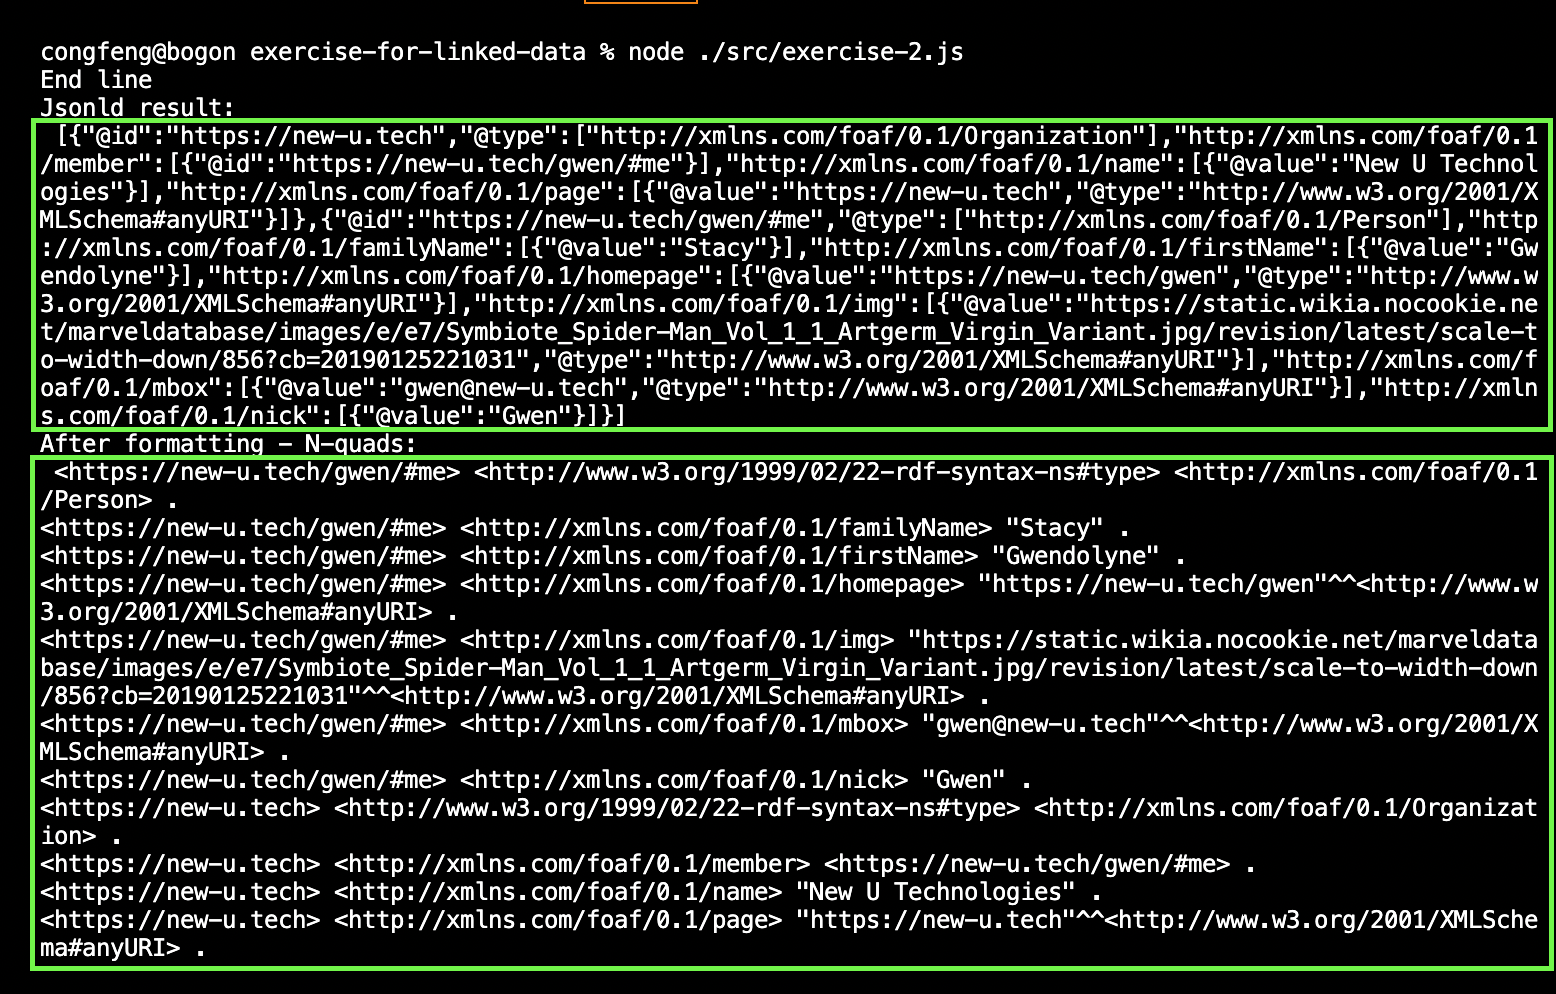 congfeng@bogon exercise-for-linked-data % node ./src/exercise-2.js
End line
Jsonld result:
 [{"@id":"https://new-u.tech","@type":["http://xmlns.com/foaf/0.1/Organization"],"http://xmlns.com/foaf/0.1
/member":[{"@id":"https://new-u.tech/gwen/#me"}],"http://xmlns.com/foaf/0.1/name":[{"@value":"New U Technol
ogies"}],"http://xmlns.com/foaf/0.1/page":[{"@value":"https://new-u.tech","@type":"http://www.w3.org/2001/X
MLSchema#anyURI"}]},{"@id":"https://new-u.tech/gwen/#me","@type":["http://xmlns.com/foaf/0.1/Person"],"http
://xmlns.com/foaf/0.1/familyName":[{"@value":"Stacy"}],"http://xmlns.com/foaf/0.1/firstName":[{"@value":"Gw
endolyne"}],"http://xmlns.com/foaf/0.1/homepage":[{"@value":"https://new-u.tech/gwen","@type":"http://www.w
3.org/2001/XMLSchema#anyURI"}],"http://xmlns.com/foaf/0.1/img":[{"@value":"https://static.wikia.nocookie.ne
t/marveldatabase/images/e/e7/Symbiote_Spider-Man_Vol_1_1_Artgerm_Virgin_Variant.jpg/revision/latest/scale-t
o-width-down/856?cb=20190125221031","@type":"http://www.w3.org/2001/XMLSchema#anyURI"}],"http://xmlns.com/f
oaf/0.1/mbox":[{"@value":"gwen@new-u.tech","@type":"http://www.w3.org/2001/XMLSchema#anyURI"}],"http://xmln
s.com/foaf/0.1/nick":[{"@value":"Gwen"}]}]
After formatting - N-quads:
 <https://new-u.tech/gwen/#me> <http://www.w3.org/1999/02/22-rdf-syntax-ns#type> <http://xmlns.com/foaf/0.1
/Person> .
<https://new-u.tech/gwen/#me> <http://xmlns.com/foaf/0.1/familyName> "Stacy" .
<https://new-u.tech/gwen/#me> <http://xmlns.com/foaf/0.1/firstName> "Gwendolyne" .
<https://new-u.tech/gwen/#me> <http://xmlns.com/foaf/0.1/homepage> "https://new-u.tech/gwen"^^<http://www.w
3.org/2001/XMLSchema#anyURI> .
<https://new-u.tech/gwen/#me> <http://xmlns.com/foaf/0.1/img> "https://static.wikia.nocookie.net/marveldata
base/images/e/e7/Symbiote_Spider-Man_Vol_1_1_Artgerm_Virgin_Variant.jpg/revision/latest/scale-to-width-down
/856?cb=20190125221031"^^<http://www.w3.org/2001/XMLSchema#anyURI> .
<https://new-u.tech/gwen/#me> <http://xmlns.com/foaf/0.1/mbox> "gwen@new-u.tech"^^<http://www.w3.org/2001/X
MLSchema#anyURI> .
<https://new-u.tech/gwen/#me> <http://xmlns.com/foaf/0.1/nick> "Gwen" .
<https://new-u.tech> <http://www.w3.org/1999/02/22-rdf-syntax-ns#type> <http://xmlns.com/foaf/0.1/Organizat
ion> .
<https://new-u.tech> <http://xmlns.com/foaf/0.1/member> <https://new-u.tech/gwen/#me> .
<https://new-u.tech> <http://xmlns.com/foaf/0.1/name> "New U Technologies" .
<https://new-u.tech> <http://xmlns.com/foaf/0.1/page> "https://new-u.tech"^^<http://www.w3.org/2001/XMLSche
ma#anyURI> .